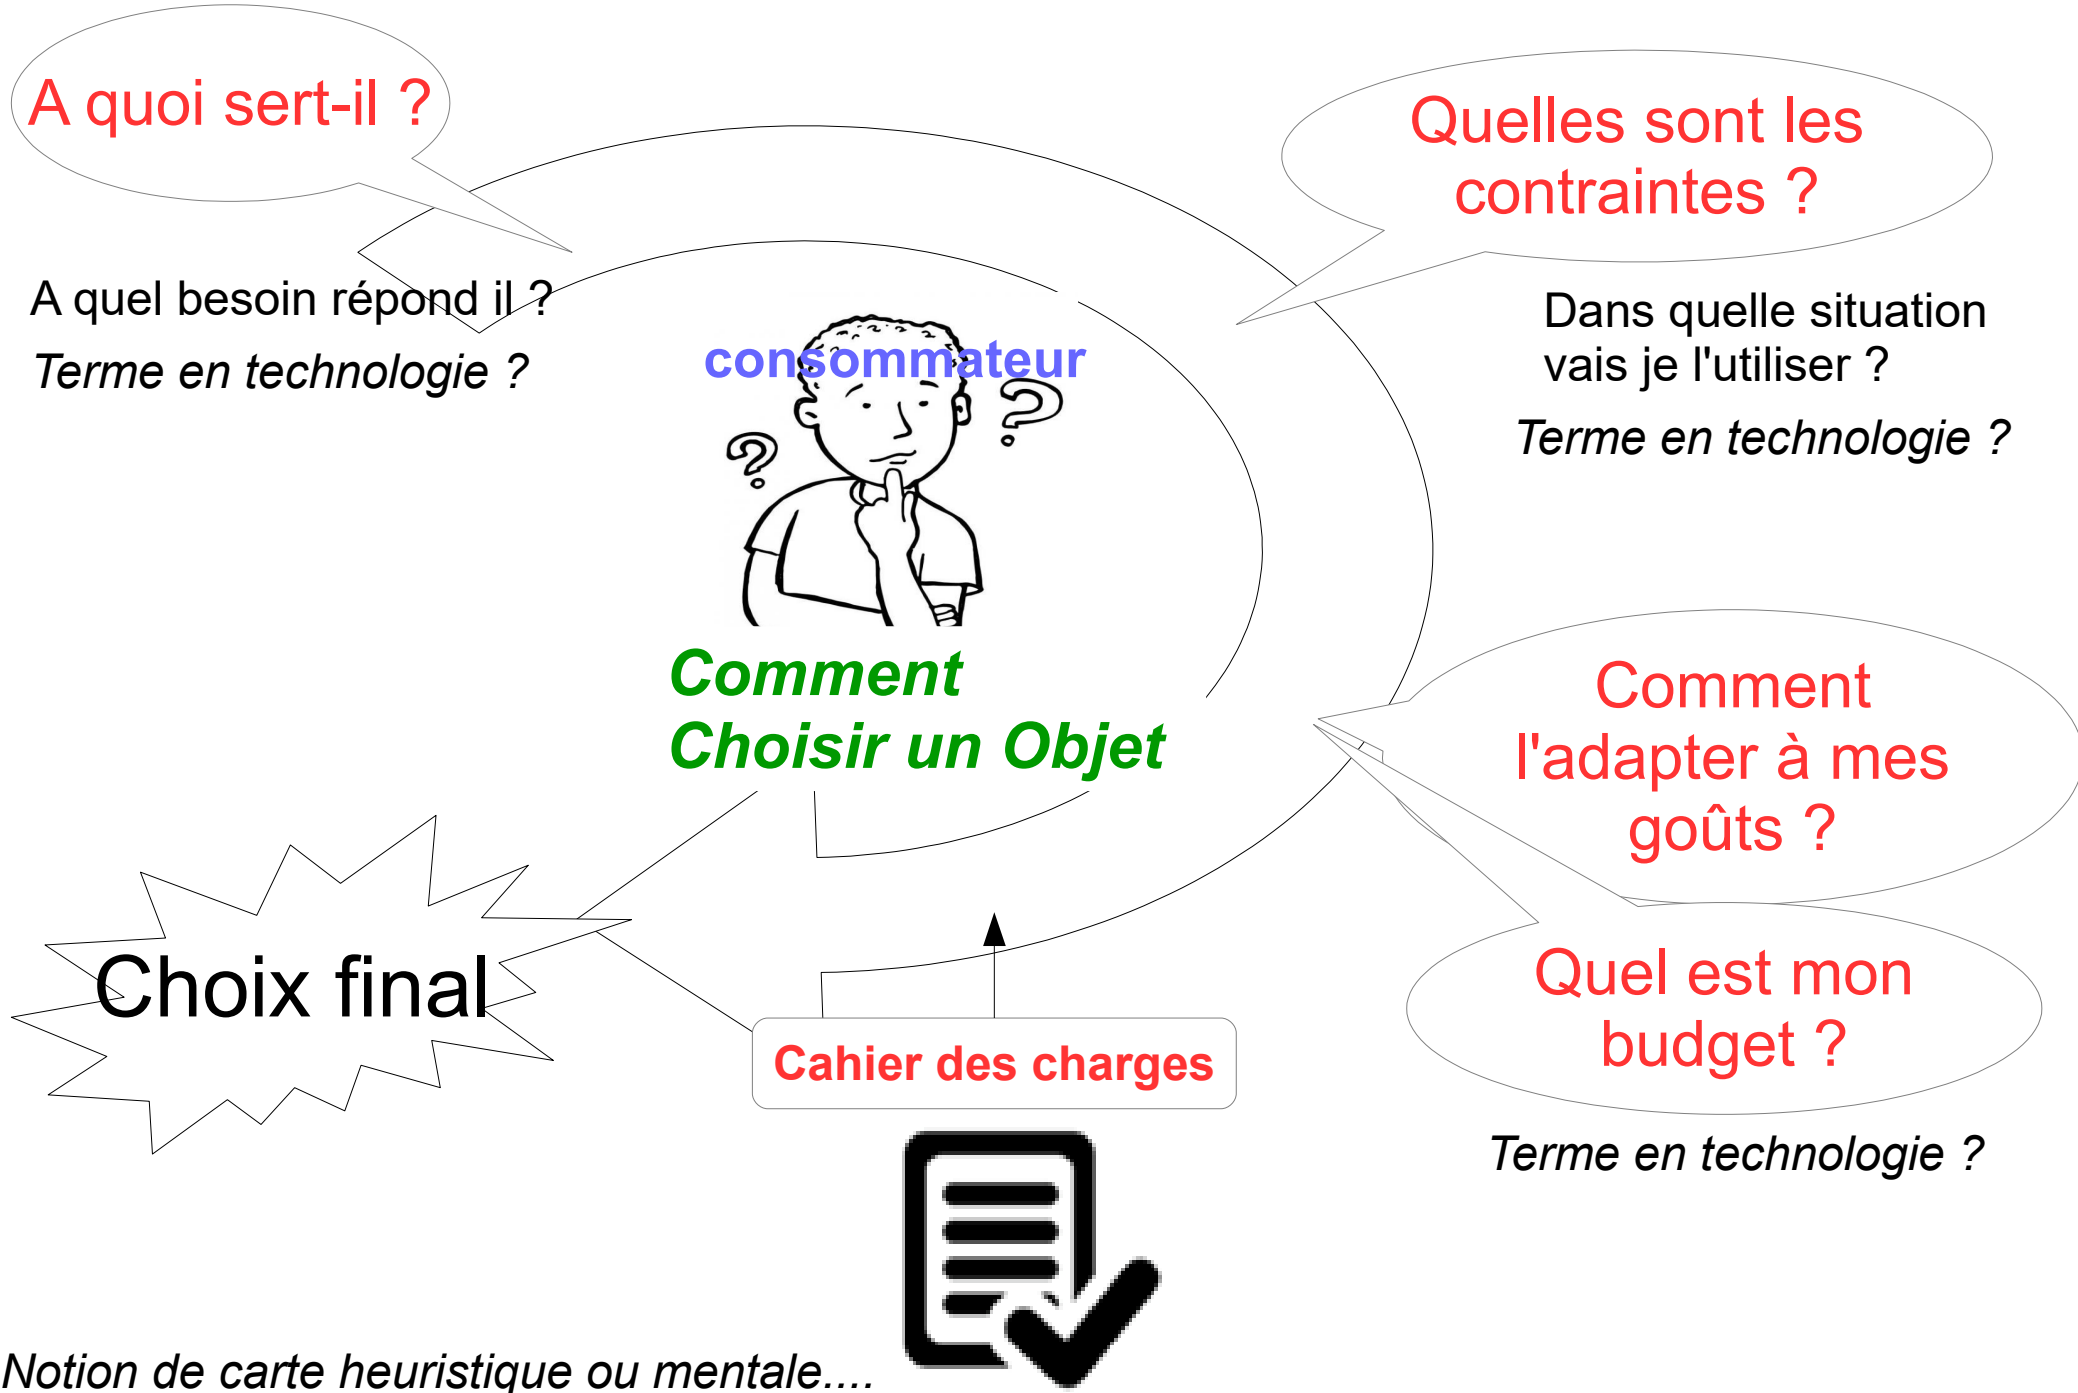 A quoi sert-il ?
A quel besoin répond il ?
Terme en technologie ?
Quelles sont les
contraintes ?
Dans quelle situation
vais je l'utiliser ?
Terme en technologie ?
consommateur
? ?
Comment
Choisir un Objet
Comment
l'adapter à mes
goûts ?
Quel est mon
budget ?
Terme en technologie ?
Choix final
Cahier des charges
Notion de carte heuristique ou mentale....